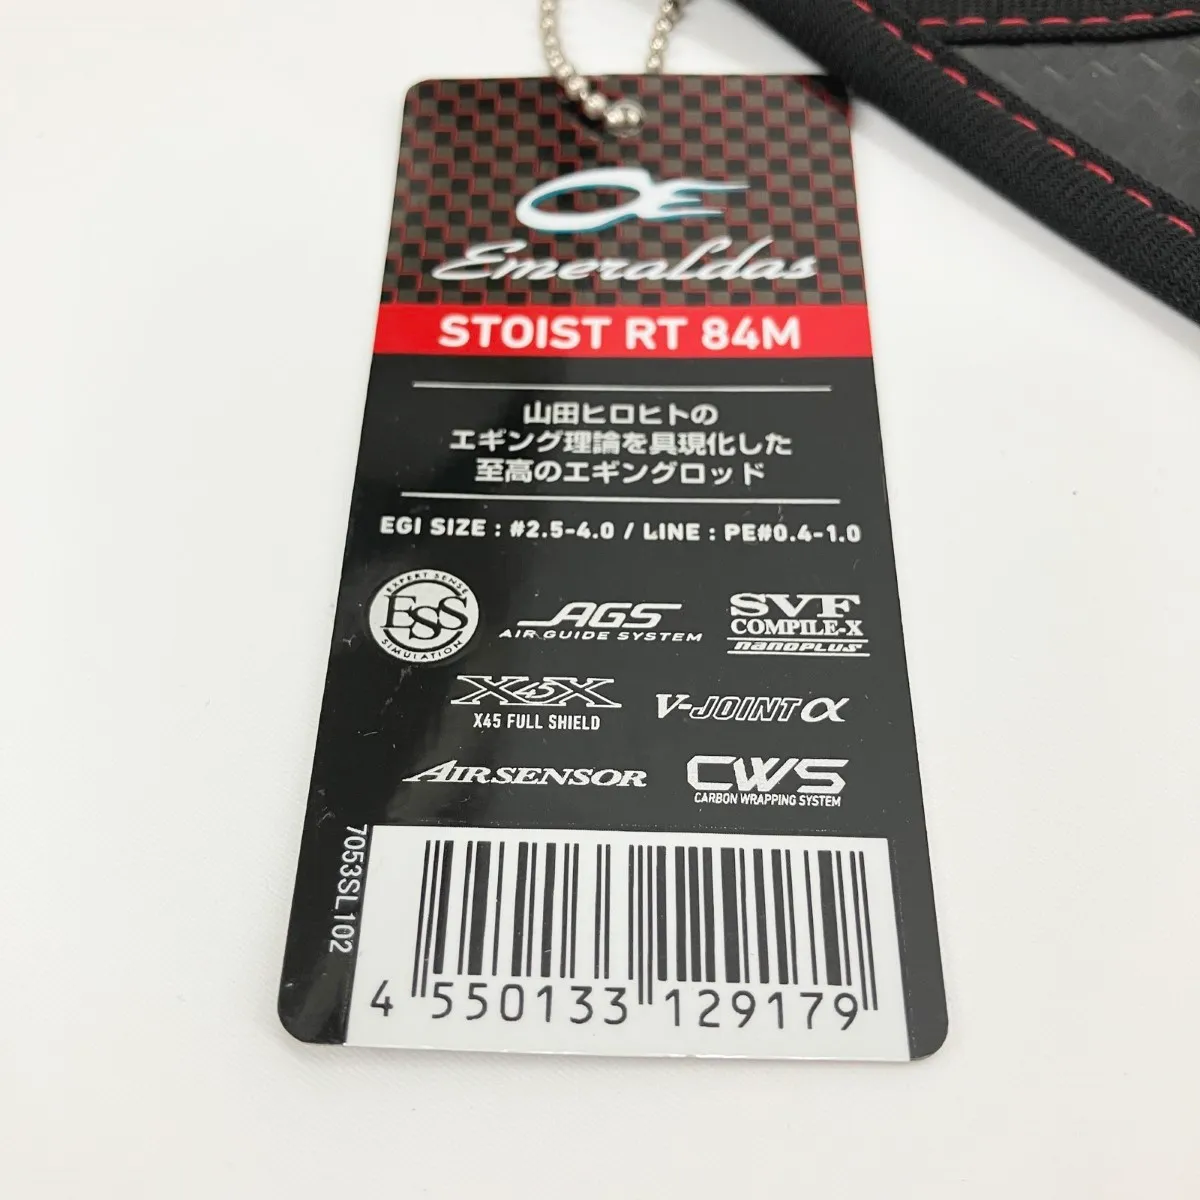 Emeraldas
STOIST RT 84M
山田ヒロヒトの
エギング理論を具現化した
至高のエギングロッド
EGI SIZE : #2.5-4.0 / LINE : PE#0.4-1.0
EXPERT SENSE
ESS
SIMULATION
AGS
AIR GUIDE SYSTEM
SVF
COMPILE-X
nanoPLUS
X45X
X45 FULL SHIELD
V-JOINT α
AIRSENSOR
CWS
CARBON WRAPPING SYSTEM
7053SL102
4 550133 129179